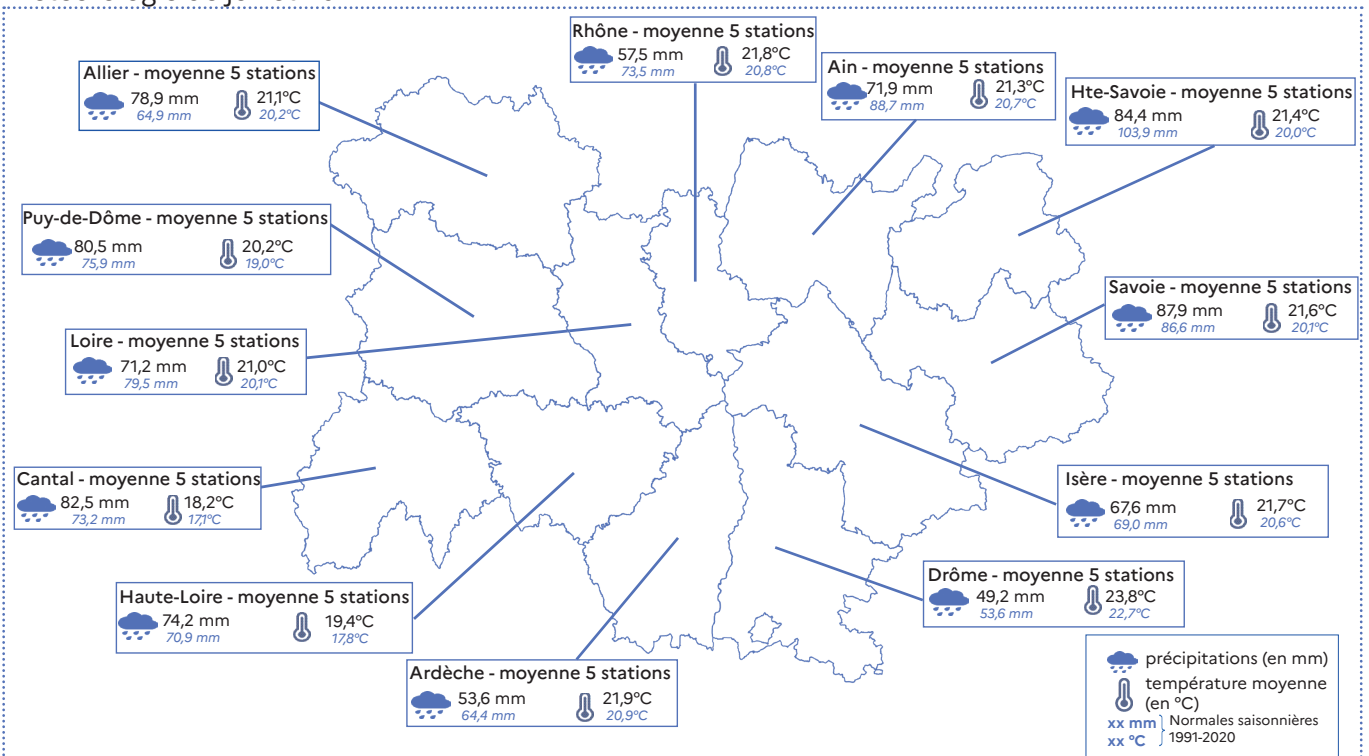 Rhône - moyenne 5 stations
57,5 mm 21,8°C
73,5 mm 20,8°C
Ain - moyenne 5 stations
71,9 mm 21,3°C
88,7 mm 20,7°C
Allier - moyenne 5 stations
78,9 mm 21,1°C
64,9 mm 20,2°C
Hte-Savoie - moyenne 5 stations
84,4 mm 21,4°C
103,9 mm 20,0°C
Puy-de-Dôme - moyenne 5 stations
80,5 mm 20,2°C
75,9 mm 19,0°C
Savoie - moyenne 5 stations
87,9 mm 21,6°C
86,6 mm 20,1°C
Loire - moyenne 5 stations
71,2 mm 21,0°C
79,5 mm 20,1°C
Cantal - moyenne 5 stations
82,5 mm 18,2°C
73,2 mm 17,1°C
Isère - moyenne 5 stations
67,6 mm 21,7°C
69,0 mm 20,6°C
Drôme - moyenne 5 stations
49,2 mm 23,8°C
53,6 mm 22,7°C
Haute-Loire - moyenne 5 stations
74,2 mm 19,4°C
70,9 mm 17,8°C
Ardèche - moyenne 5 stations
53,6 mm 21,9°C
64,4 mm 20,9°C
précipitations (en mm)
température moyenne
(en °C)
xx mm Normales saisonnières
xx °C 1991-2020